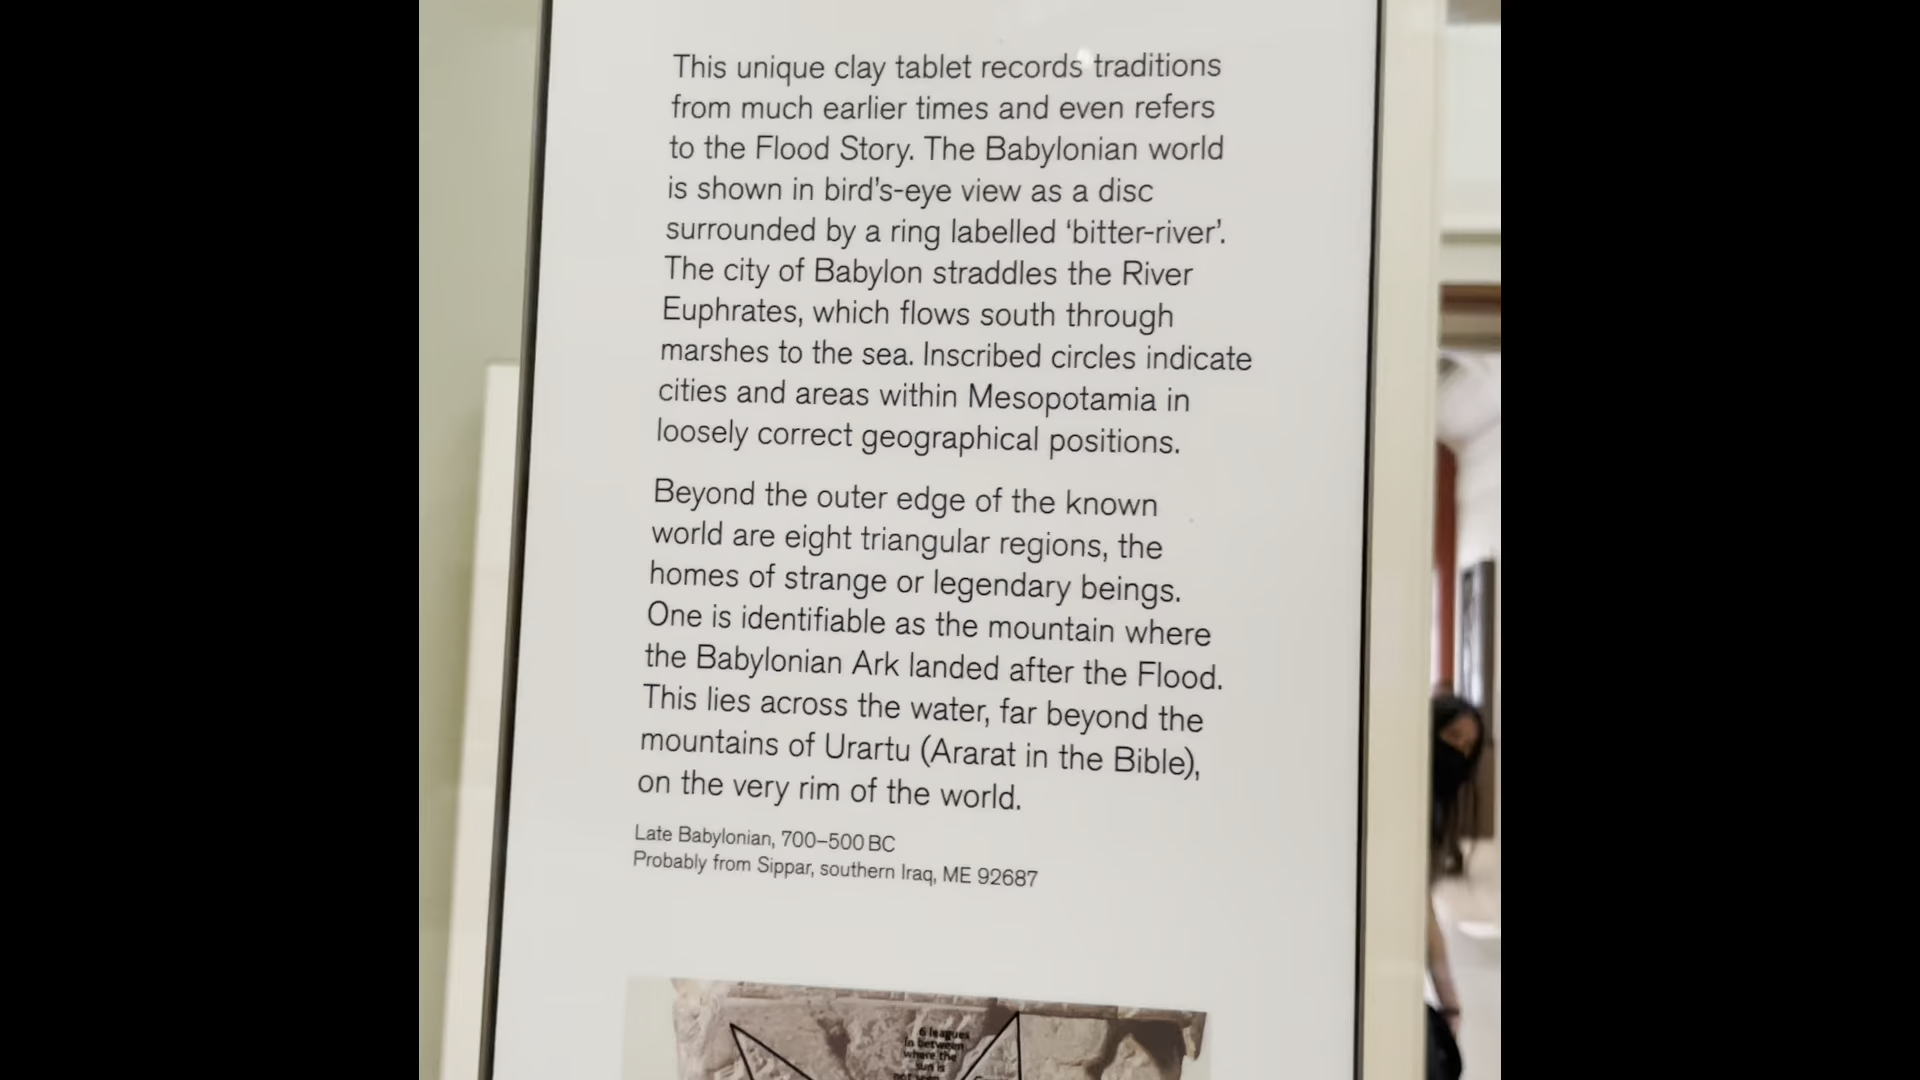 This unique clay tablet records traditions
from much earlier times and even refers
to the Flood Story. The Babylonian world
is shown in bird's-eye view as a disc
surrounded by a ring labelled ‘bitter-river’.
The city of Babylon straddles the River
Euphrates, which flows south through
marshes to the sea. Inscribed circles indicate
cities and areas within Mesopotamia in
loosely correct geographical positions.
Beyond the outer edge of the known
world are eight triangular regions, the
homes of strange or legendary beings.
One is identifiable as the mountain where
the Babylonian Ark landed after the Flood.
This lies across the water, far beyond the
mountains of Urartu (Ararat in the Bible),
on the very rim of the world.
Late Babylonian, 700–500 BC
Probably from Sippar, southern Iraq, ME 92687
6 leagues
in between
where the
sun is